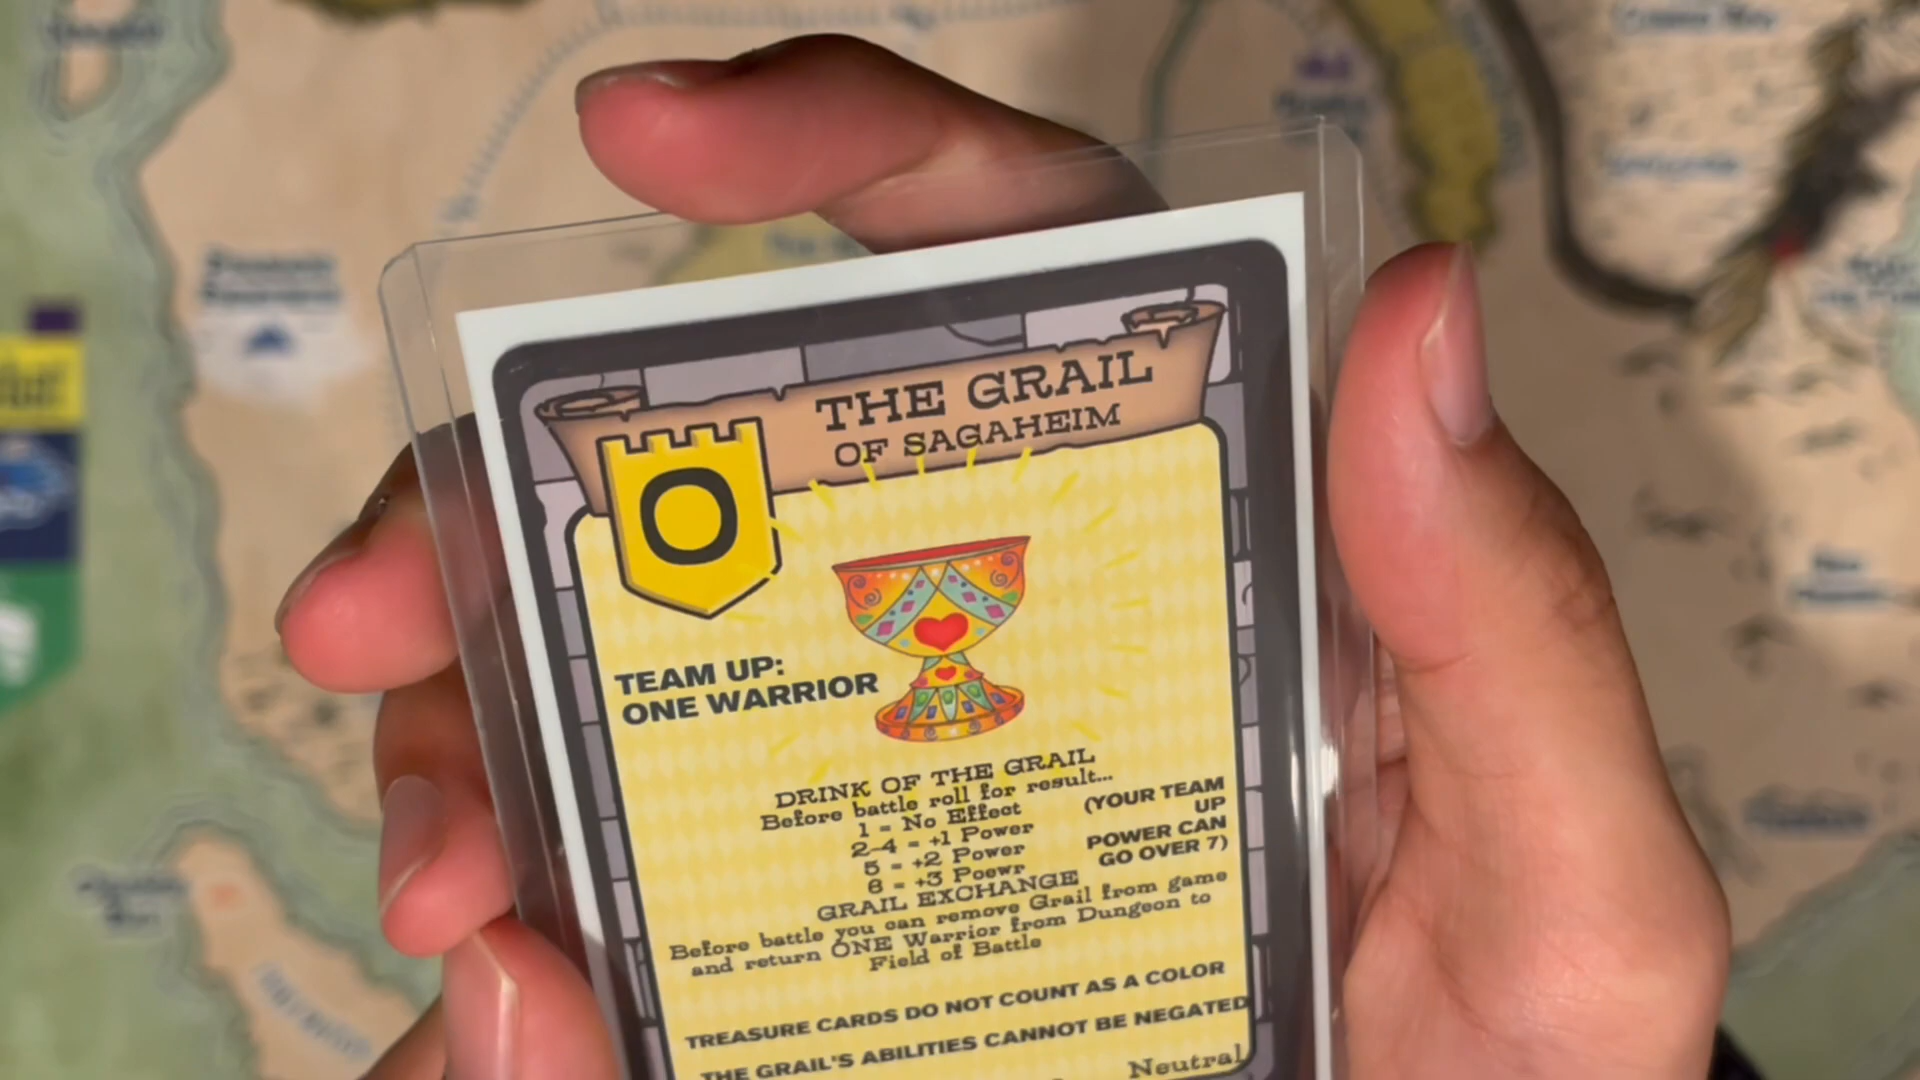 THE GRAIL
OF SAGAHEIM
O
TEAM UP:
ONE WARRIOR
DRINK OF THE GRAIL
Before battle roll for result...
1 = No Effect
2-4 = +1 Power
5 = +2 Power
6 = +3 Poewr
(YOUR TEAM
UP
POWER CAN
GO OVER 7)
GRAIL EXCHANGE
Before battle you can remove Grail from game
and return ONE Warrior from Dungeon to
Field of Battle
TREASURE CARDS DO NOT COUNT AS A COLOR
THE GRAIL'S ABILITIES CANNOT BE NEGATED
Neutral